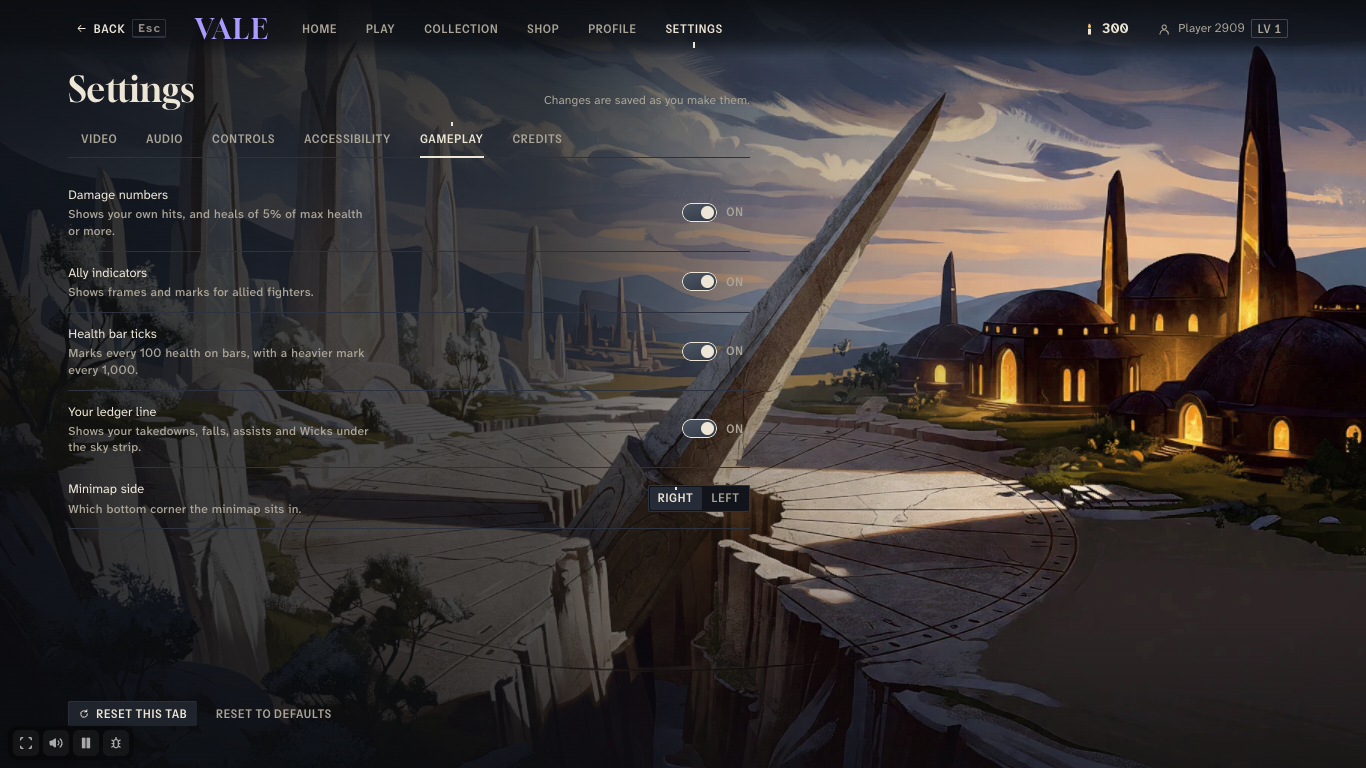 BACK Esc VALE HOME PLAY COLLECTION SHOP PROFILE SETTINGS 300 Player 2909 LV 1
Settings
Changes are saved as you make them.
VIDEO AUDIO CONTROLS ACCESSIBILITY GAMEPLAY CREDITS
Damage numbers
Shows your own hits, and heals of 5% of max health
or more.
ON
Ally indicators
Shows frames and marks for allied fighters.
ON
Health bar ticks
Marks every 100 health on bars, with a heavier mark
every 1,000.
ON
Your ledger line
Shows your takedowns, falls, assists and Wicks under
the sky strip.
ON
Minimap side
Which bottom corner the minimap sits in.
RIGHT LEFT
RESET THIS TAB RESET TO DEFAULTS